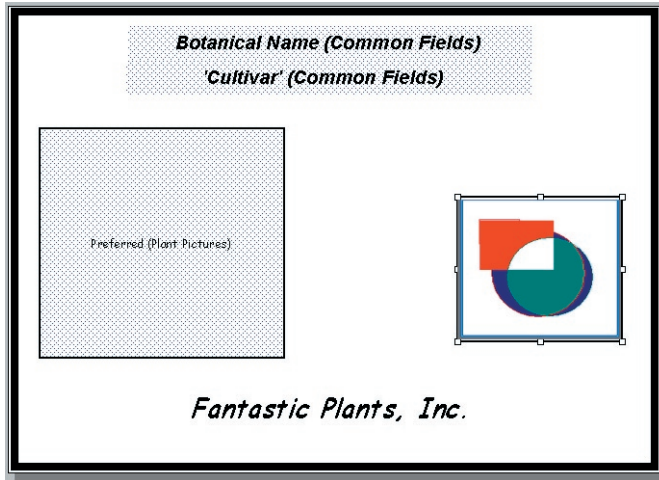 Botanical Name (Common Fields)
'Cultivar' (Common Fields)
Preferred (Plant Pictures)
Fantastic Plants, Inc.